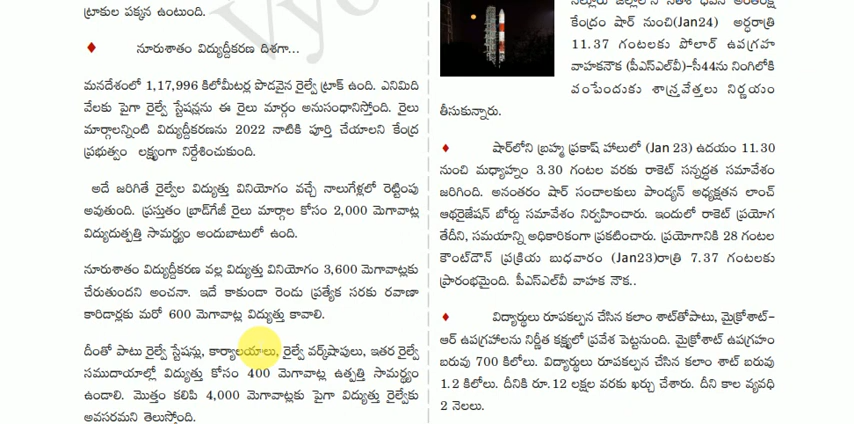 ట్రాకుల పక్కన ఉంటుంది.
నూరుశాతం విద్యుద్దీకరణ దిశగా...
మనదేశంలో 1,17,996 కిలోమీటర్ల పొడవైన రైల్వే ట్రాక్ ఉంది. ఎనిమిది
వేలకు పైగా రైల్వే స్టేషన్లను ఈ రైలు మార్గం అనుసంధానిస్తోంది. రైలు
మార్గాలన్నింటి విద్యుద్దీకరణను 2022 నాటికి పూర్తి చేయాలని కేంద్ర
ప్రభుత్వం లక్ష్యంగా నిర్దేశించుకుంది.
అదే జరిగితే రైల్వేల విద్యుత్తు వినియోగం వచ్చే నాలుగేళ్లలో రెట్టింపు
అవుతుంది. ప్రస్తుతం బ్రాడ్‌గేజీ రైలు మార్గాల కోసం 2,000 మెగావాట్ల
విద్యుదుత్పత్తి సామర్థ్యం అందుబాటులో ఉంది.
నూరుశాతం విద్యుద్దీకరణ వల్ల విద్యుత్తు వినియోగం 3,600 మెగావాట్లకు
చేరుతుందని అంచనా. ఇదే కాకుండా రెండు ప్రత్యేక సరకు రవాణా
కారిడార్లకు మరో 600 మెగావాట్ల విద్యుత్తు కావాలి.
దీంతో పాటు రైల్వే స్టేషన్లు, కార్యాలయాలు, రైల్వే వర్క్‌షాపులు, ఇతర రైల్వే
సముదాయాల్లో విద్యుత్తు కోసం 400 మెగావాట్ల ఉత్పత్తి సామర్థ్యం
ఉండాలి. మొత్తం కలిపి 4,000 మెగావాట్లకు పైగా విద్యుత్తు రైల్వేకు
అవసరమని తెలుస్తోంది.
కేంద్రం షార్ నుంచి(Jan24) అర్ధరాత్రి
11.37 గంటలకు పోలార్ ఉపగ్రహ
వాహకనౌక (పీఎస్ఎల్‌వీ)-సీ44ను నింగిలోకి
వంపేందుకు శాస్త్రవేత్తలు నిర్ణయం
తీసుకున్నారు.
షార్‌లోని బ్రహ్మ ప్రకాష్ హాలులో (Jan 23) ఉదయం 11.30
నుంచి మధ్యాహ్నం 3.30 గంటల వరకు రాకెట్ సన్నద్ధత సమావేశం
జరిగింది. అనంతరం షార్ సంచాలకులు పాండ్యన్ అధ్యక్షతన లాంచ్
ఆథరైజేషన్ బోర్డు సమావేశం నిర్వహించారు. ఇందులో రాకెట్ ప్రయోగ
తేదీని, సమయాన్ని అధికారికంగా ప్రకటించారు. ప్రయోగానికి 28 గంటల
కౌంట్‌డౌన్ ప్రక్రియ బుధవారం (Jan23)రాత్రి 7.37 గంటలకు
ప్రారంభమైంది. పీఎస్ఎల్‌వీ వాహక నౌక..
విద్యార్థులు రూపకల్పన చేసిన కలాం శాట్‌తోపాటు, మైక్రోశాట్-
ఆర్ ఉపగ్రహాలను నిర్ణీత కక్ష్యలో ప్రవేశ పెట్టనుంది. మైక్రోశాట్ ఉపగ్రహం
బరువు 700 కిలోలు. విద్యార్థులు రూపకల్పన చేసిన కలాం శాట్ బరువు
1.2 కిలోలు. దీనికి రూ.12 లక్షల వరకు ఖర్చు చేశారు. దీని కాల వ్యవధి
2 నెలలు.